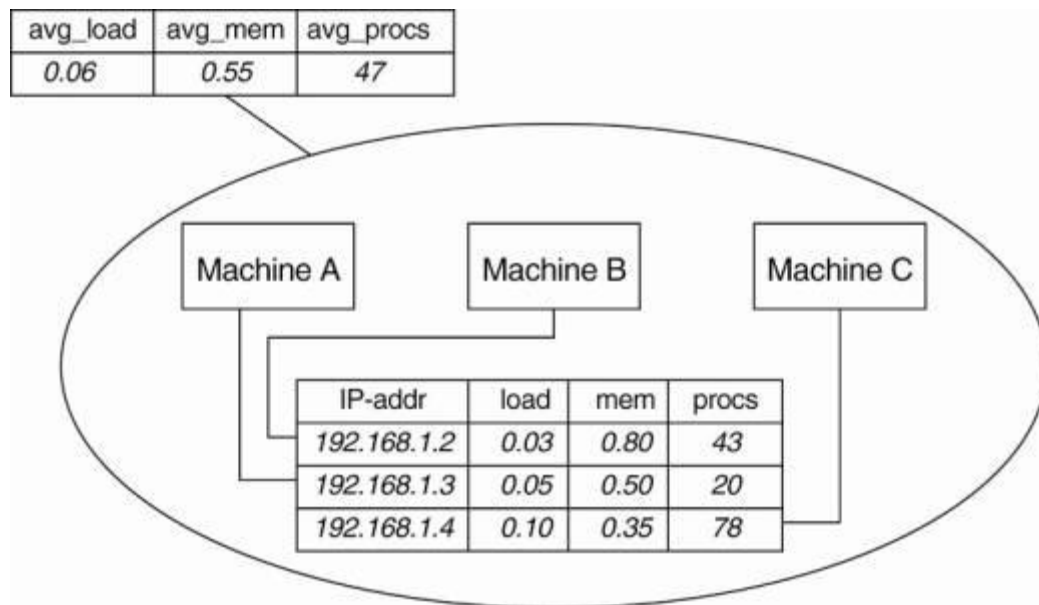 avg_load avg_mem avg_procs
0.06 0.55 47
Machine A Machine B Machine C
IP-addr load mem procs
192.168.1.2 0.03 0.80 43
192.168.1.3 0.05 0.50 20
192.168.1.4 0.10 0.35 78